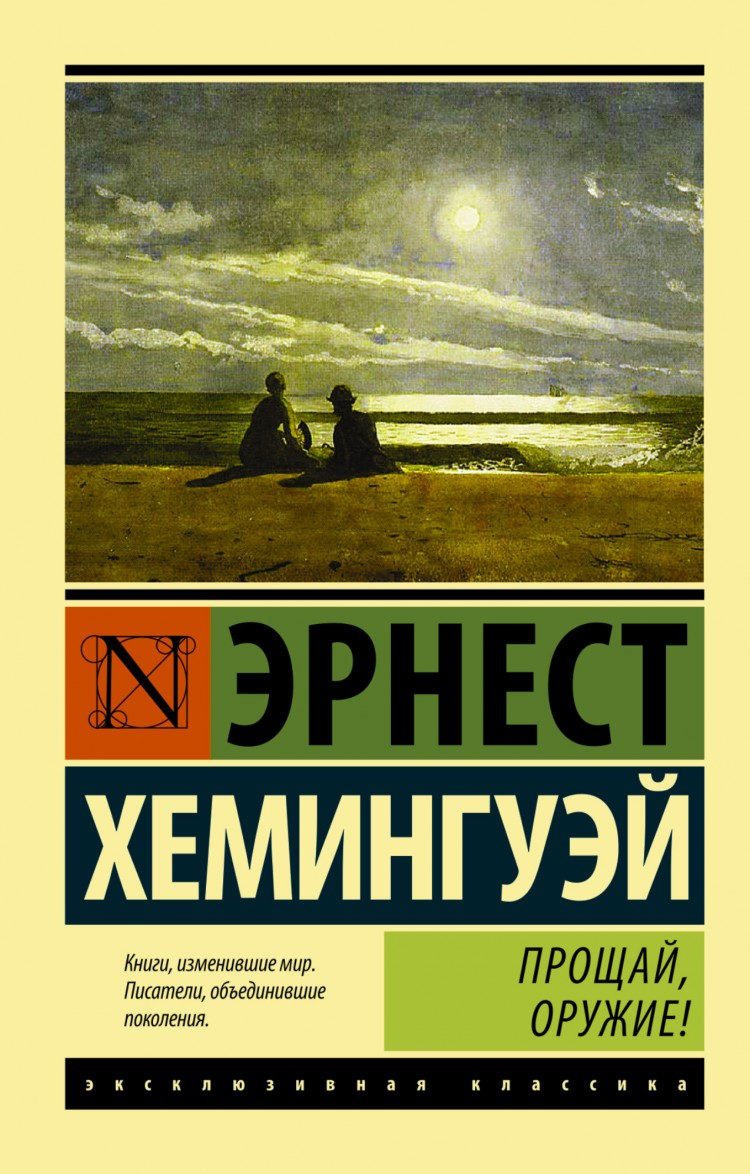 N
ЭРНЕСТ
ХЕМИНГУЭЙ
Книги, изменившие мир.
Писатели, объединившие
поколения.
ПРОЩАЙ,
ОРУЖИЕ!
эксклюзивная классика